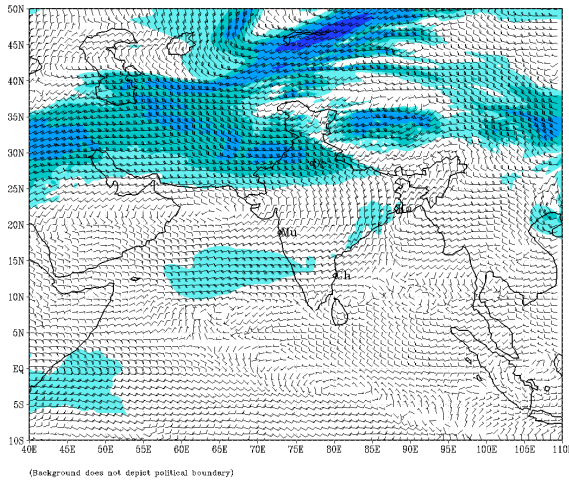 50N
45N
40N
35N
30N
25N
20N
Mu
15N
Ch
10N
5N
EQ
5S
10S
40E 45E 50E 55E 60E 65E 70E 75E 80E 85E 90E 95E 100E 105E 110E
(Background does not depict political boundary)